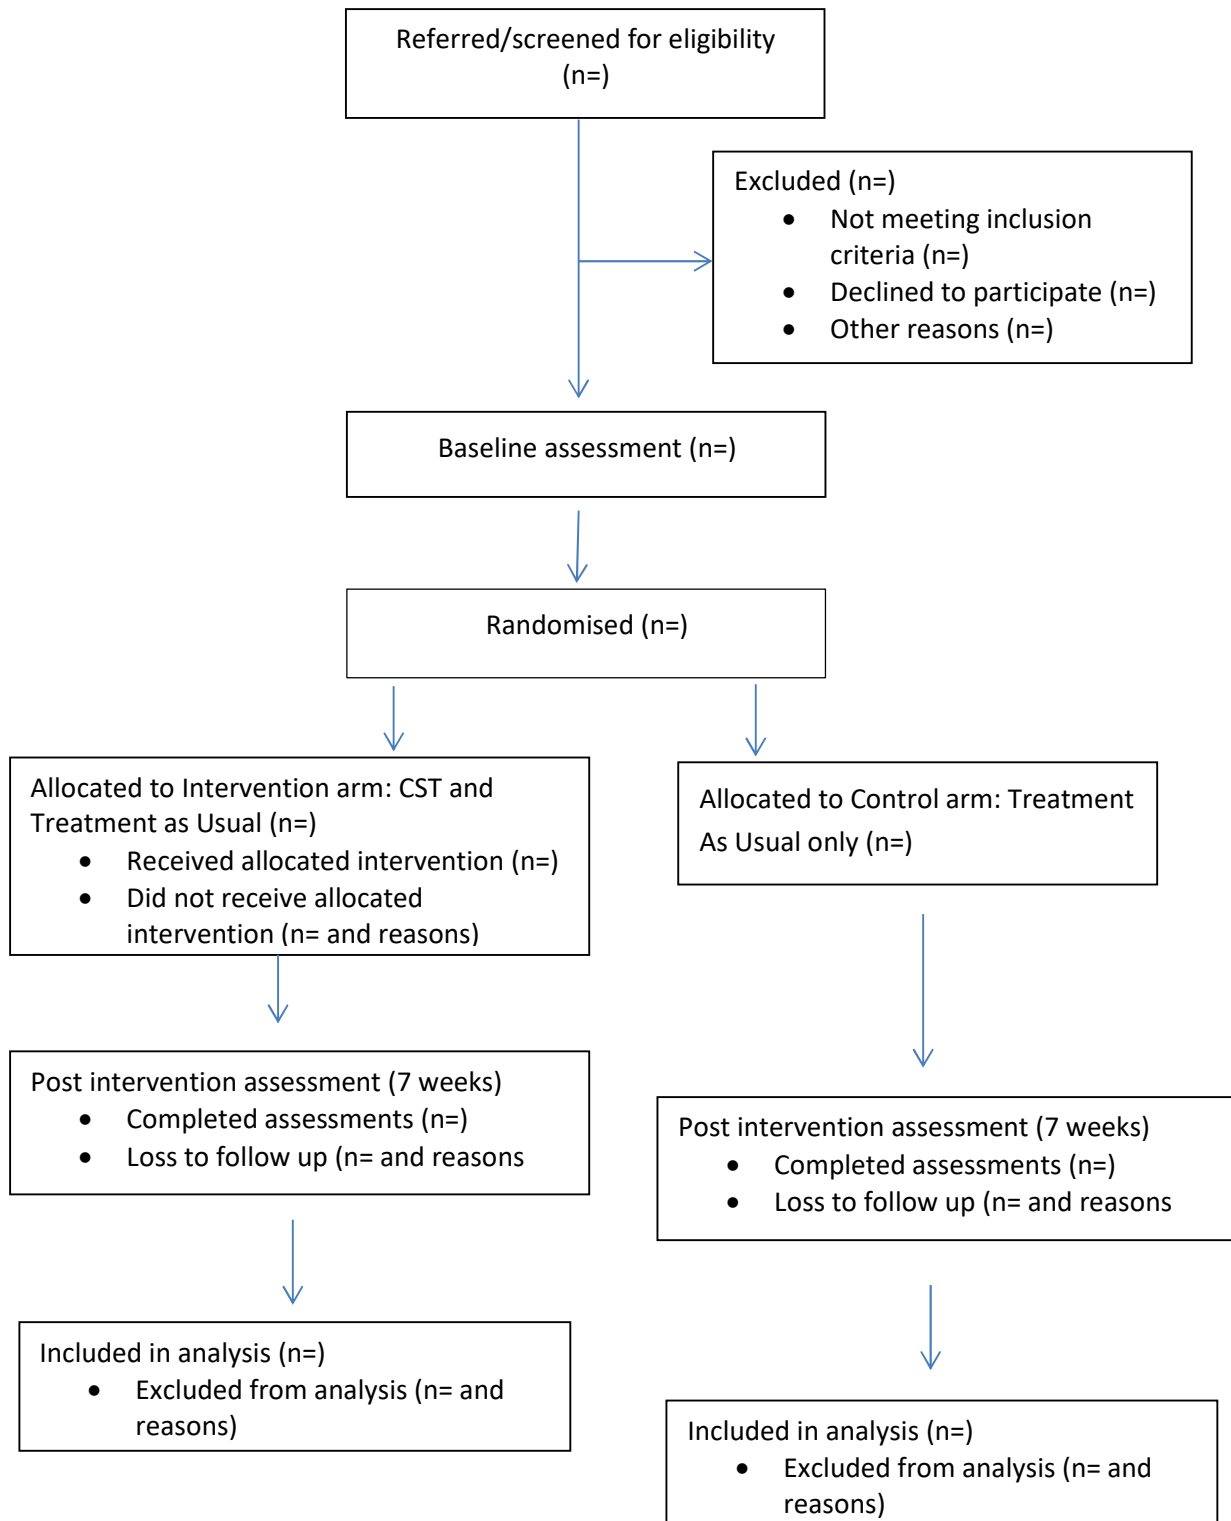 Referred/screened for eligibility
(n=)
Excluded (n=)
• Not meeting inclusion
criteria (n=)
• Declined to participate (n=)
• Other reasons (n=)
Baseline assessment (n=)
Randomised (n=)
Allocated to Intervention arm: CST and
Treatment as Usual (n=)
• Received allocated intervention (n=)
• Did not receive allocated
intervention (n= and reasons)
Allocated to Control arm: Treatment
As Usual only (n=)
Post intervention assessment (7 weeks)
• Completed assessments (n=)
• Loss to follow up (n= and reasons
Post intervention assessment (7 weeks)
• Completed assessments (n=)
• Loss to follow up (n= and reasons
Included in analysis (n=)
• Excluded from analysis (n= and
reasons)
Included in analysis (n=)
• Excluded from analysis (n= and
reasons)